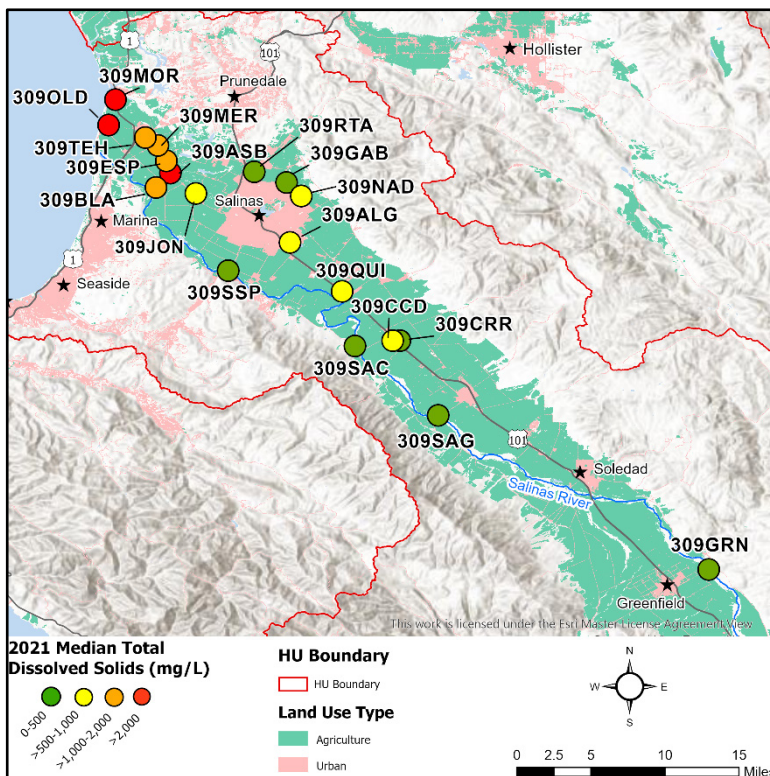 1
101
Hollister
309MOR
Prunedale
309OLD
309MER
309RTA
309TEH
309ASB
309GAB
309ESP
309NAD
309BLA
Salinas
309ALG
Marina
309JON
1
309QUI
Seaside
309SSP
309CCD
309CRR
309SAC
309SAG
101
Soledad
Salinas River
309GRN
Greenfield
This work is licensed under the Esri Master License Agreement View
2021 Median Total
Dissolved Solids (mg/L)
0-500
>500-1,000
>1,000-2,000
>2,000
HU Boundary
HU Boundary
Land Use Type
Agriculture
Urban
N
W
E
S
0 2.5 5 10 15
Miles